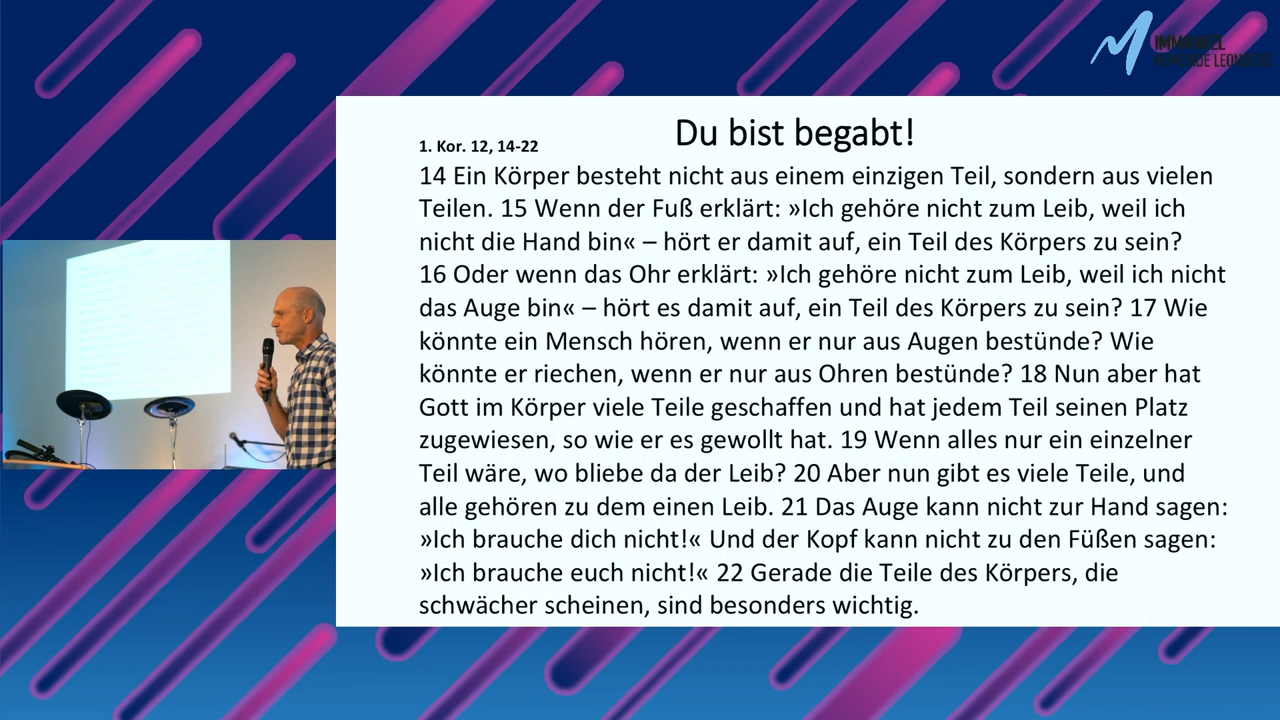 IMMANUEL
GEMEINDE LEONBERG
Du bist begabt!
1. Kor. 12, 14-22
14 Ein Körper besteht nicht aus einem einzigen Teil, sondern aus vielen
Teilen. 15 Wenn der Fuß erklärt: »Ich gehöre nicht zum Leib, weil ich
nicht die Hand bin« – hört er damit auf, ein Teil des Körpers zu sein?
16 Oder wenn das Ohr erklärt: »Ich gehöre nicht zum Leib, weil ich nicht
das Auge bin« – hört es damit auf, ein Teil des Körpers zu sein? 17 Wie
könnte ein Mensch hören, wenn er nur aus Augen bestünde? Wie
könnte er riechen, wenn er nur aus Ohren bestünde? 18 Nun aber hat
Gott im Körper viele Teile geschaffen und hat jedem Teil seinen Platz
zugewiesen, so wie er es gewollt hat. 19 Wenn alles nur ein einzelner
Teil wäre, wo bliebe da der Leib? 20 Aber nun gibt es viele Teile, und
alle gehören zu dem einen Leib. 21 Das Auge kann nicht zur Hand sagen:
»Ich brauche dich nicht!« Und der Kopf kann nicht zu den Füßen sagen:
»Ich brauche euch nicht!« 22 Gerade die Teile des Körpers, die
schwächer scheinen, sind besonders wichtig.